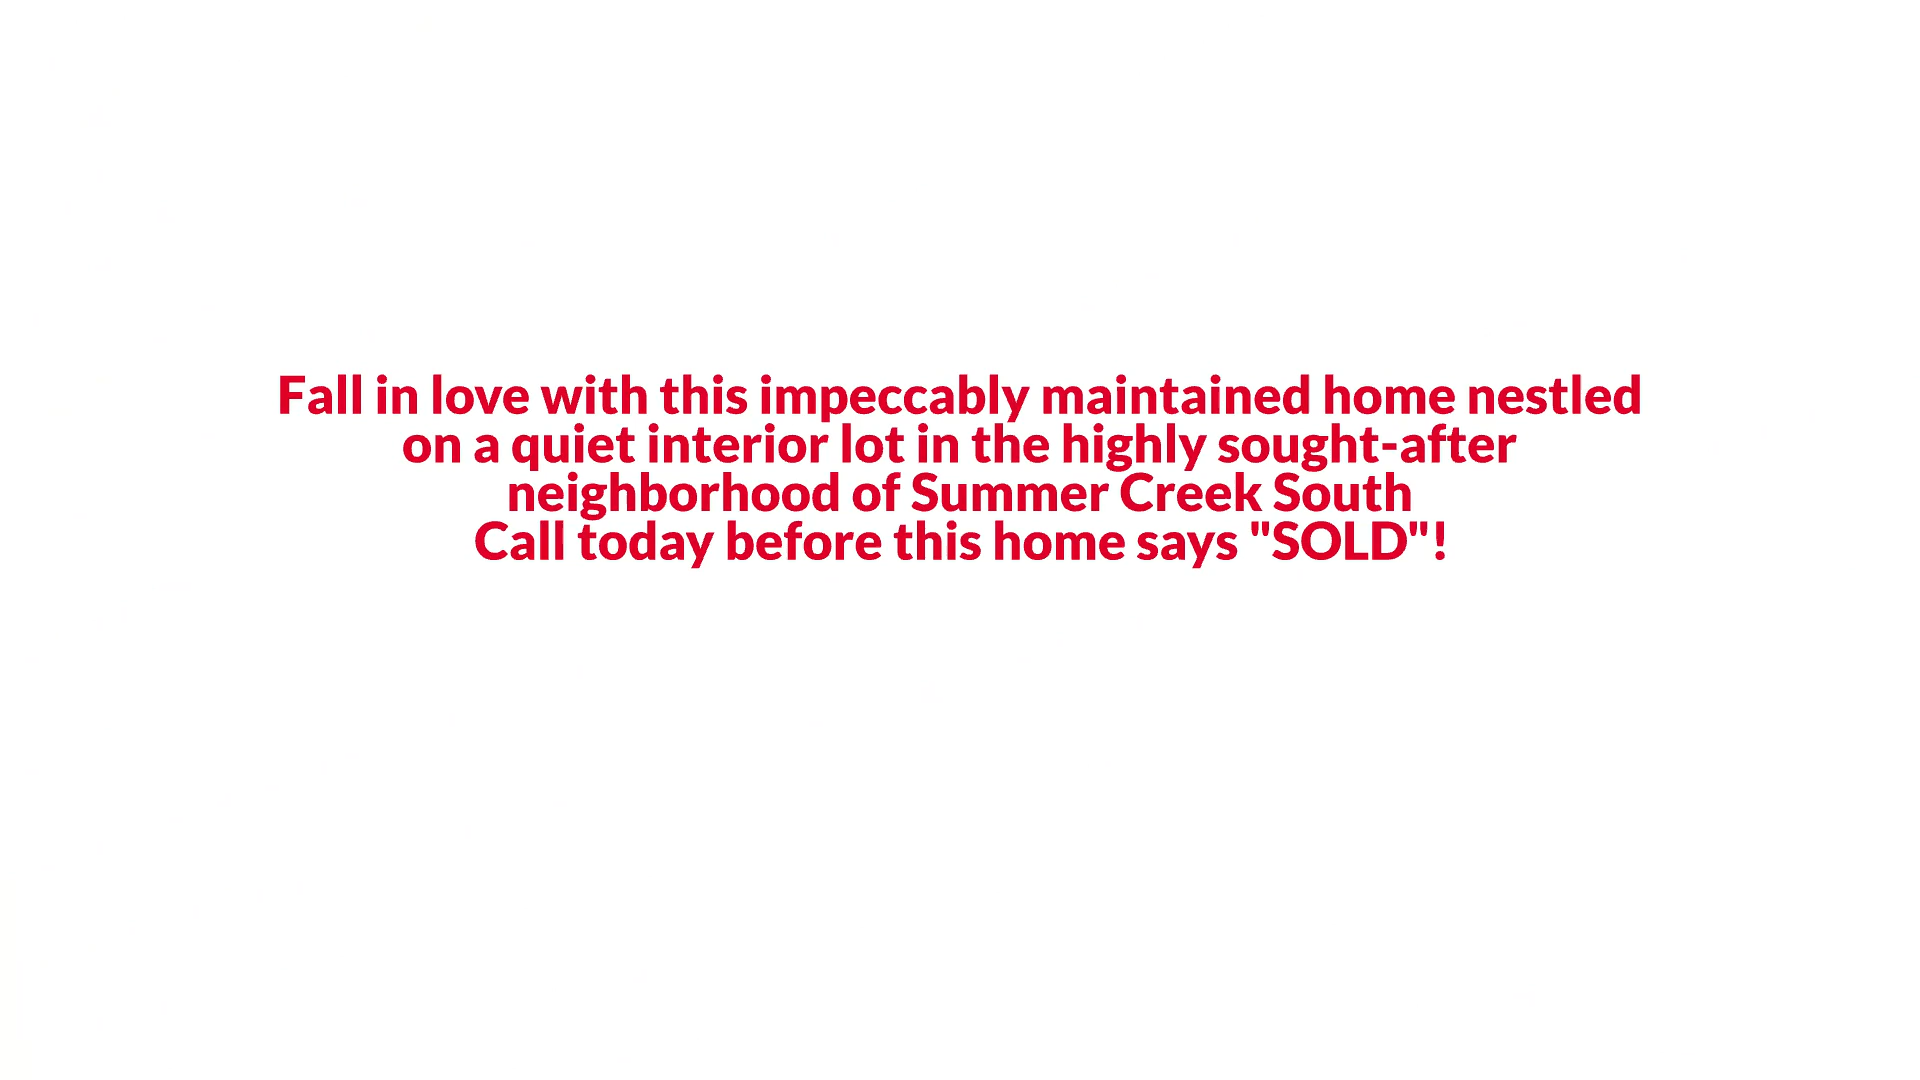 Fall in love with this impeccably maintained home nestled
on a quiet interior lot in the highly sought-after
neighborhood of Summer Creek South
Call today before this home says "SOLD"!